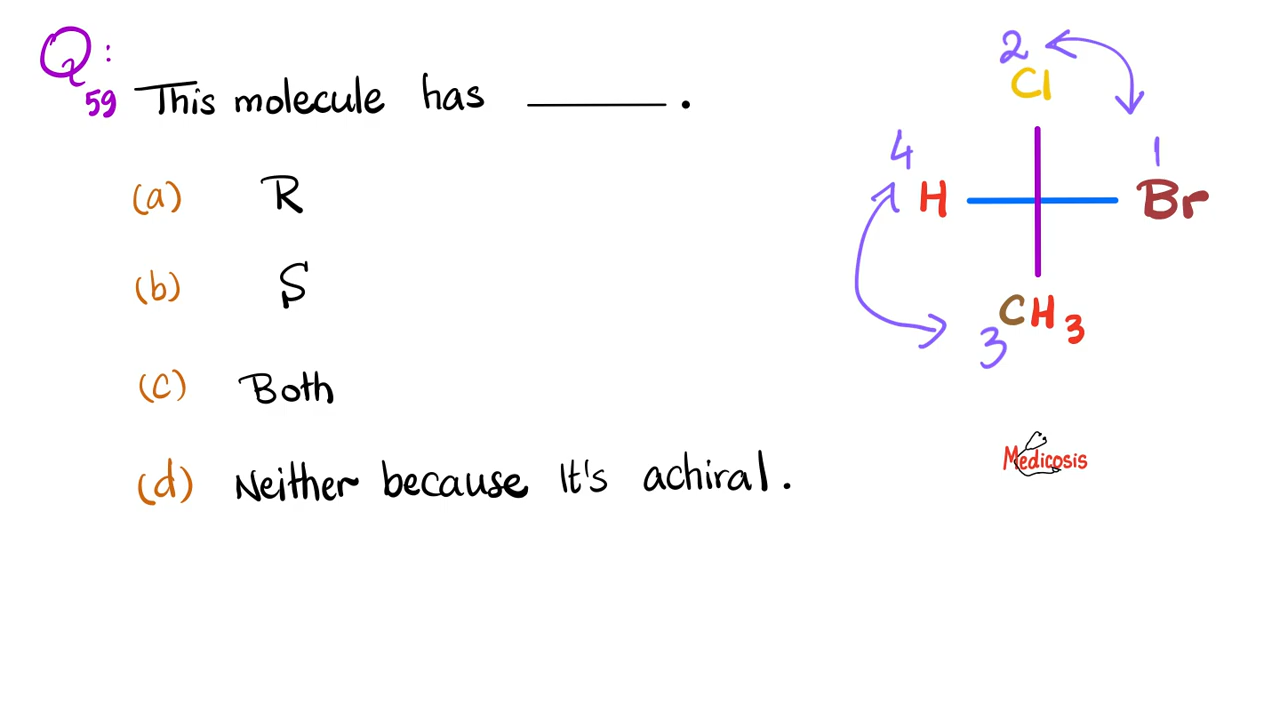 Q:
59 This molecule has ______.
(a) R
(b) S
(c) Both
(d) Neither because It's achiral.
2
Cl
4 1
H Br
CH3
3
Medicosis